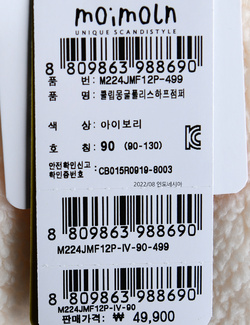 moimoln
UNIQUE SCANDISTYLE
8 809863 988690
품 번: M224JMF12P-499
품 명: 클림몽글플리스하프점퍼
색 상: 아이보리
호 칭: 90 (90-130)
안전확인신고
확인증번호 : CB015R0919-8003
2022/08 인도네시아
8 809863 988690
M224JMF12P-IV-90-499
8 809863 988690
M224JMF12P-IV-90
판매가격: ₩ 49,900